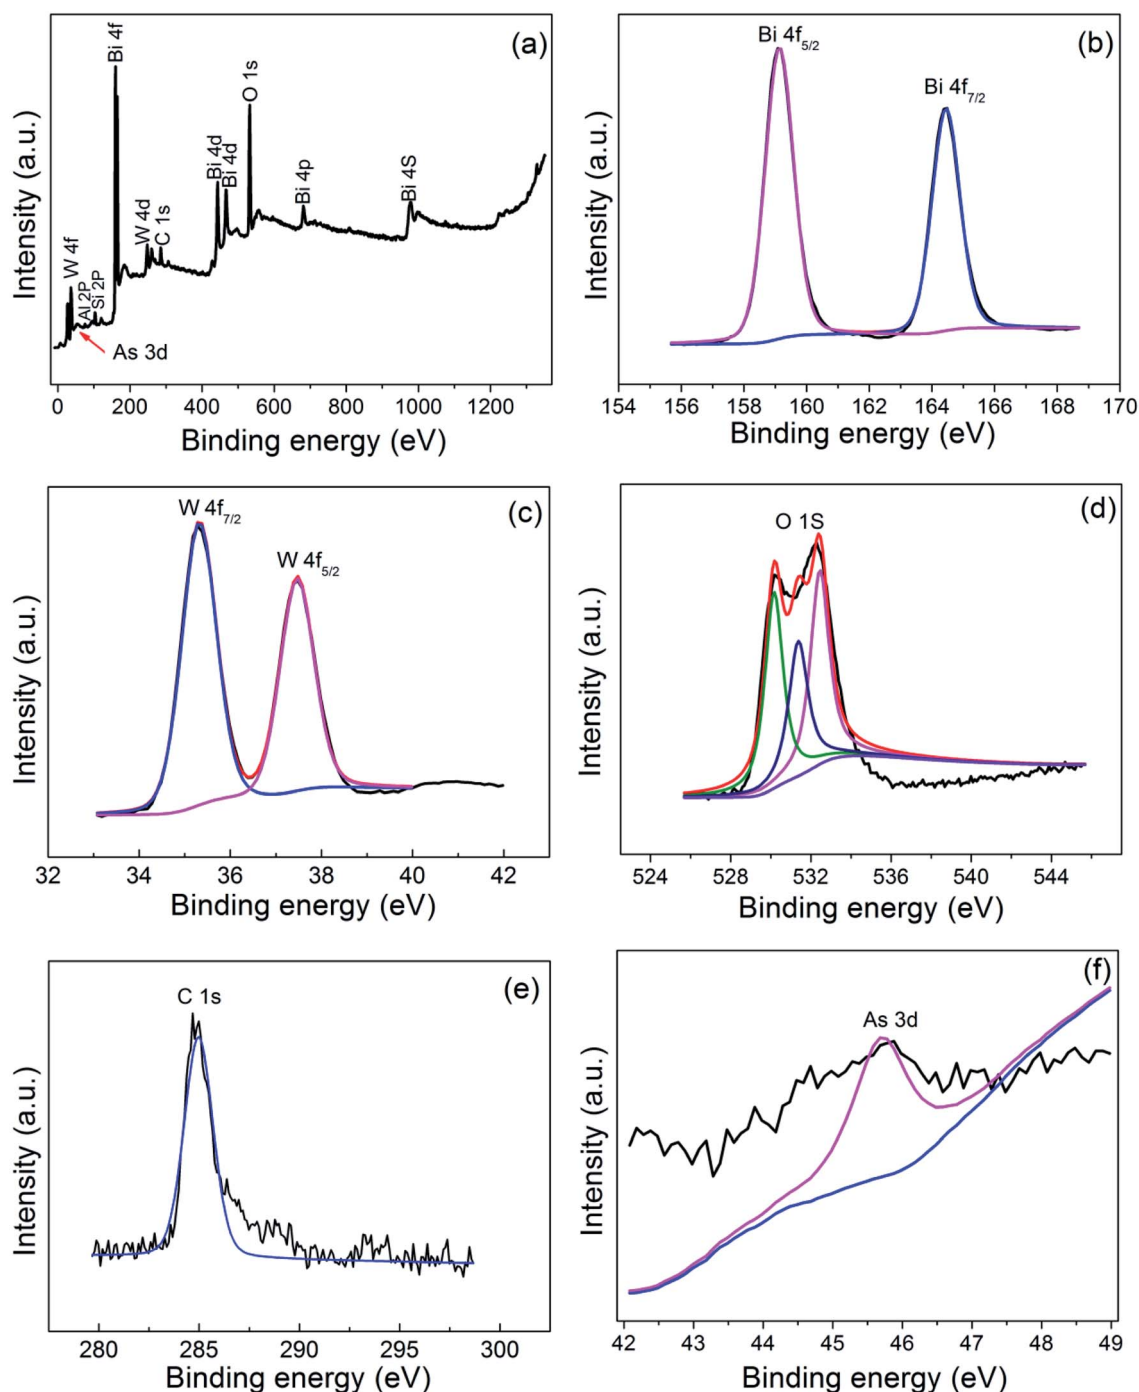 (a)
Bi 4f
O 1s
Bi 4d
Bi 4d
Bi 4p
Bi 4S
W 4d
C 1s
W 4f
Al 2P
Si 2P
As 3d
Intensity (a.u.)
0 200 400 600 800 1000 1200
Binding energy (eV)
(b)
Bi 4f5/2
Bi 4f7/2
Intensity (a.u.)
154 156 158 160 162 164 166 168 170
Binding energy (eV)
(c)
W 4f7/2
W 4f5/2
Intensity (a.u.)
32 34 36 38 40 42
Binding energy (eV)
(d)
O 1S
Intensity (a.u.)
524 528 532 536 540 544
Binding energy (eV)
(e)
C 1s
Intensity (a.u.)
280 285 290 295 300
Binding energy (eV)
(f)
As 3d
Intensity (a.u.)
42 43 44 45 46 47 48 49
Binding energy (eV)